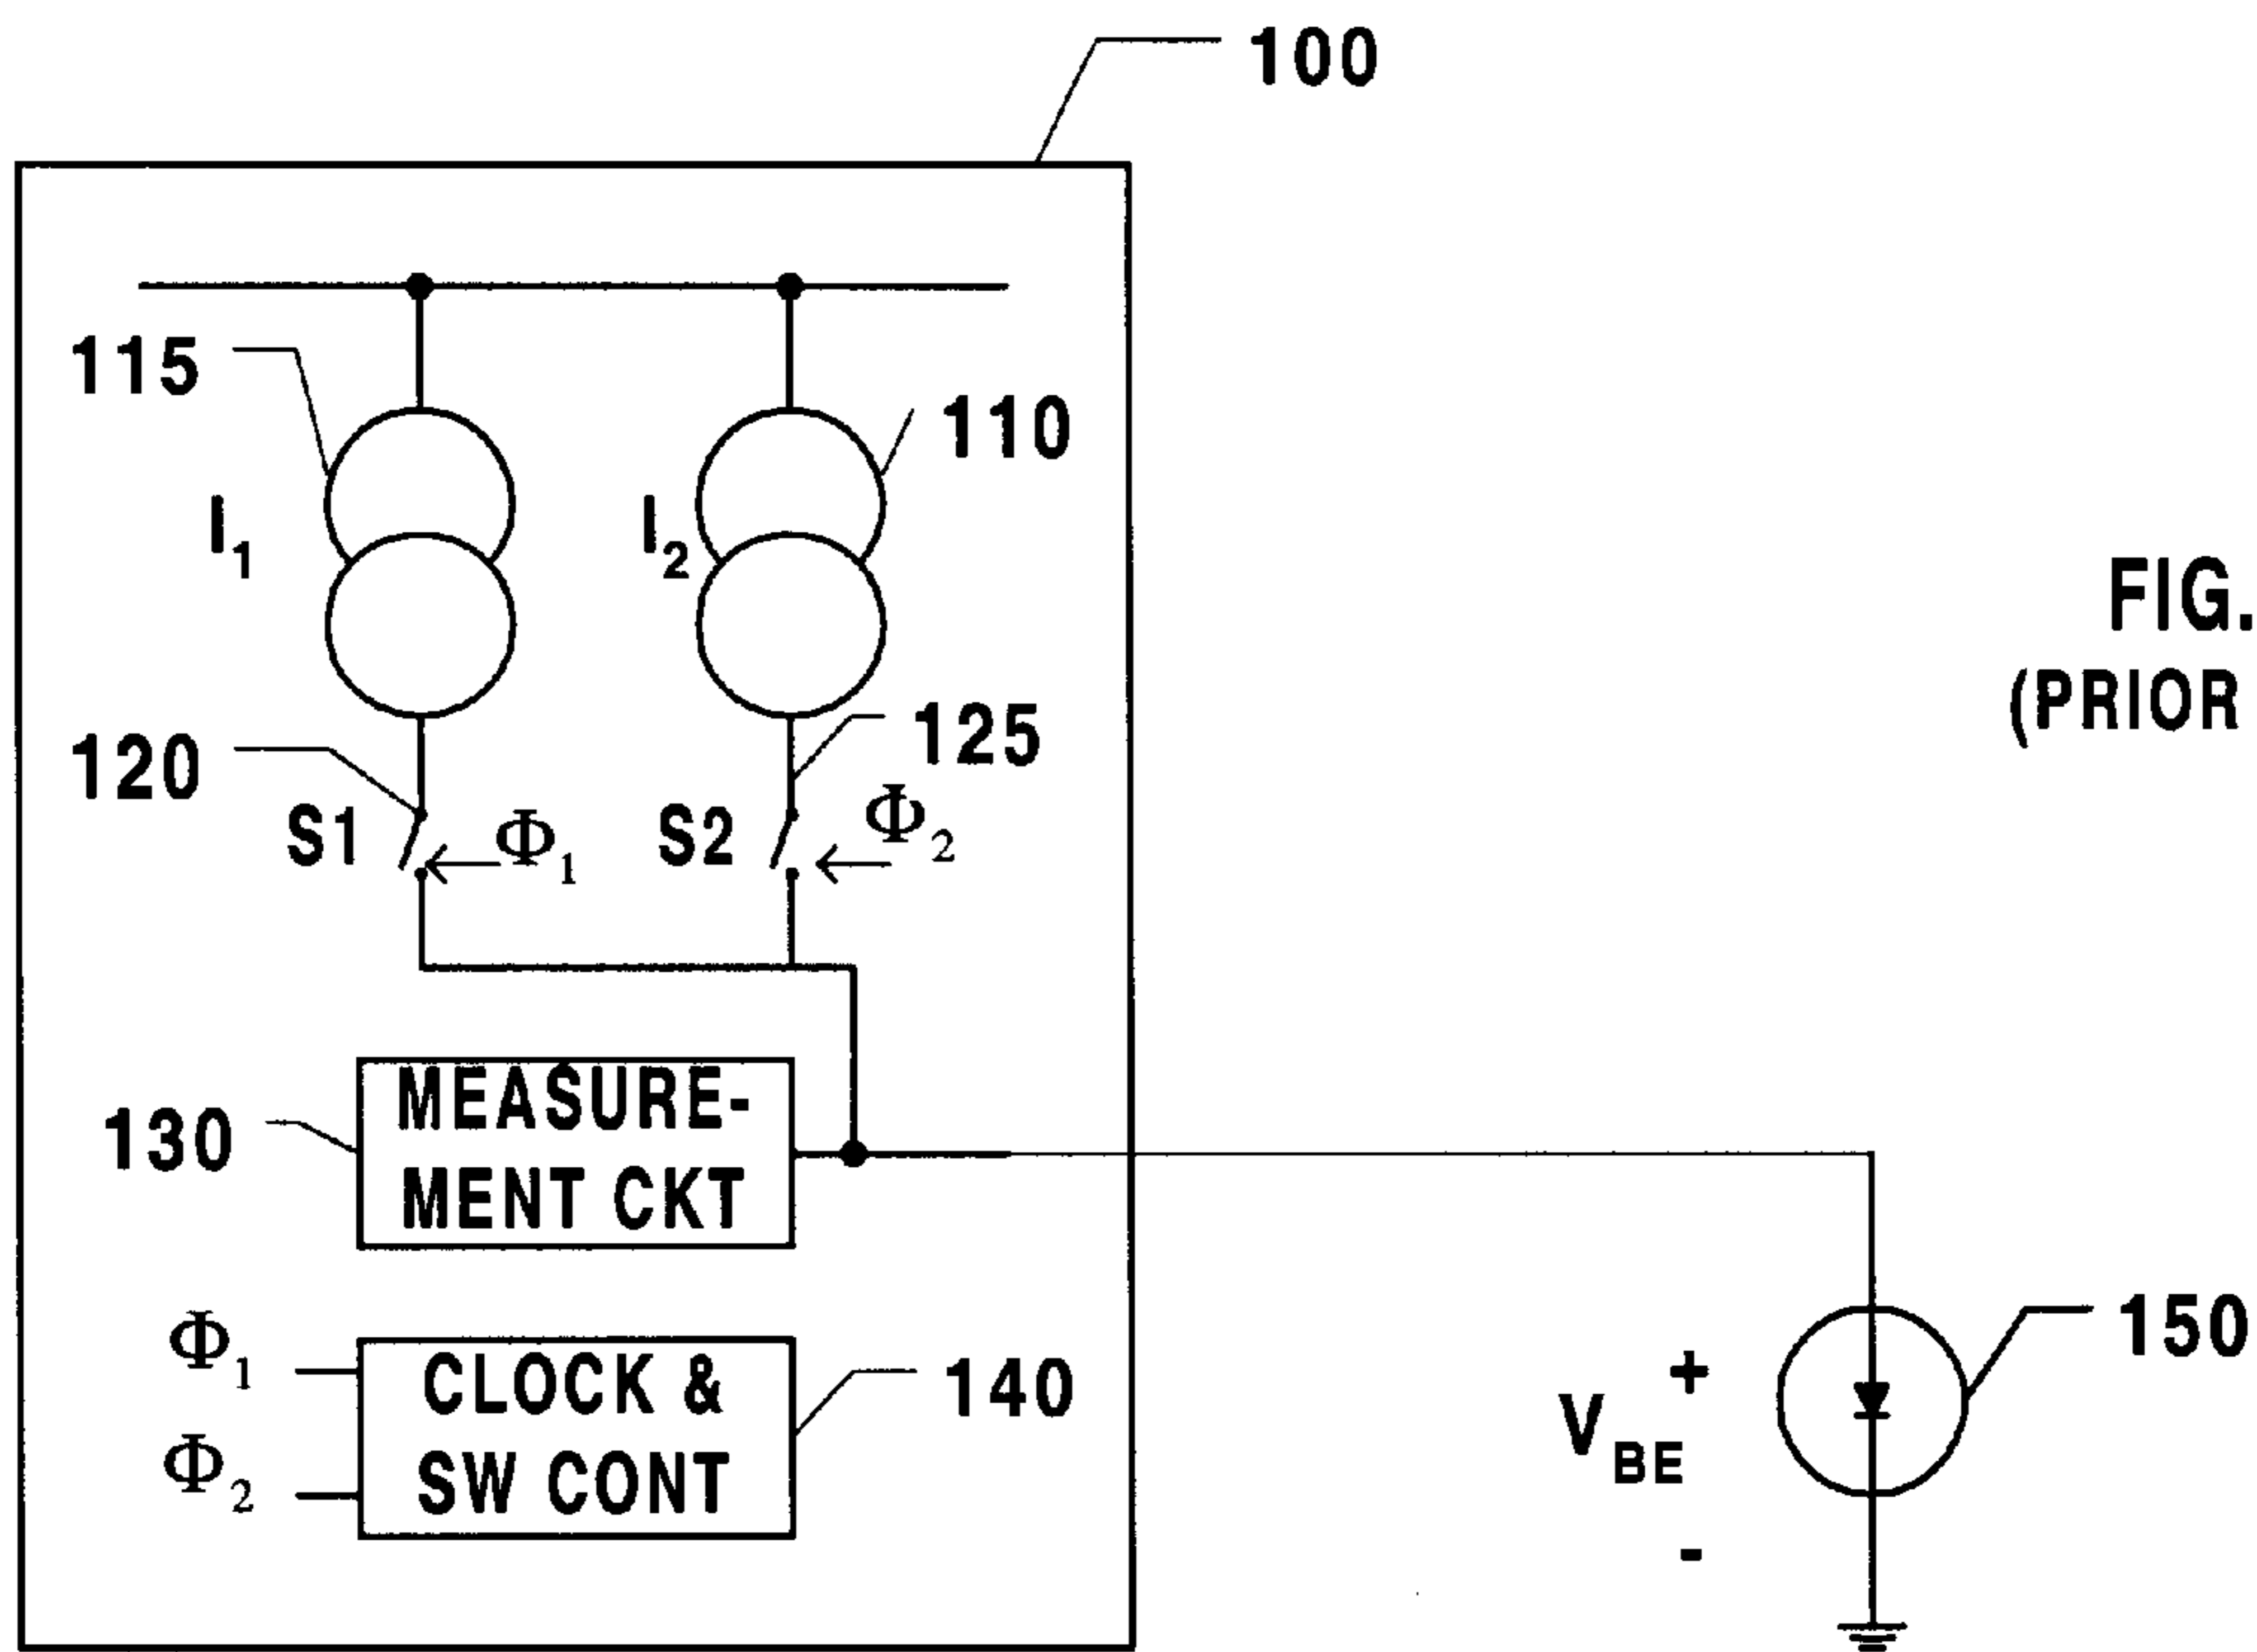 100
115
110
I1
I2
FIG.
(PRIOR
120
125
S1
Φ1
S2
Φ2
130
MEASURE-
MENT CKT
Φ1
CLOCK &
140
Φ2
SW CONT
150
+
VBE
-